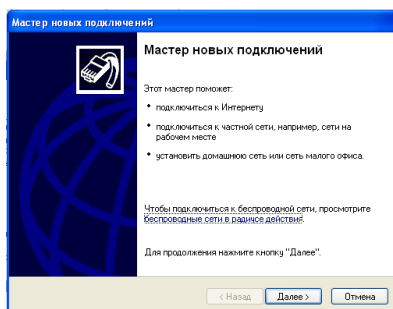 Мастер новых подключений
Мастер новых подключений
Этот мастер поможет:
• подключиться к Интернету
• подключиться к частной сети, например, сети на
рабочем месте
• установить домашнюю сеть или сеть малого офиса.
Чтобы подключиться к беспроводной сети, просмотрите
беспроводные сети в радиусе действия.
Для продолжения нажмите кнопку "Далее".
< Назад
Далее >
Отмена